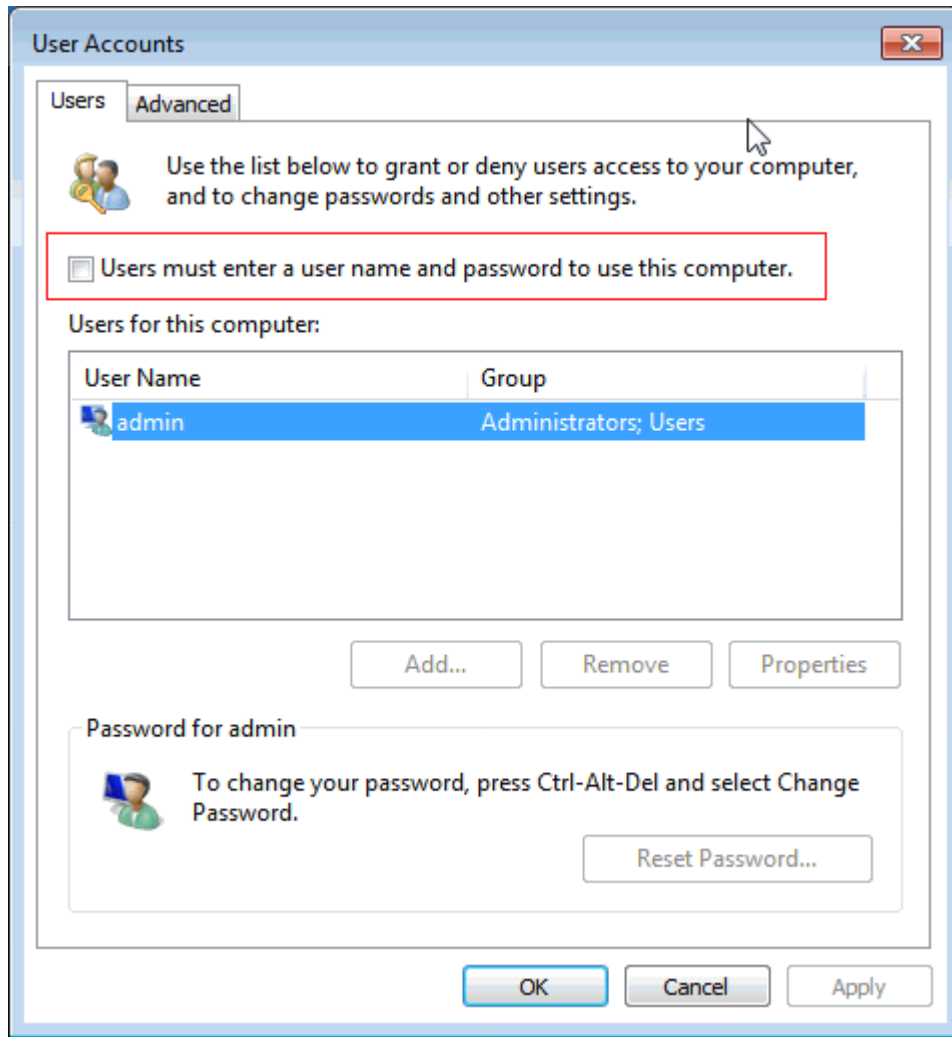 User Accounts
Users
Advanced
Use the list below to grant or deny users access to your computer,
and to change passwords and other settings.
Users must enter a user name and password to use this computer.
Users for this computer:
User Name Group
admin Administrators; Users
Add... Remove Properties
Password for admin
To change your password, press Ctrl-Alt-Del and select Change
Password.
Reset Password...
OK Cancel Apply